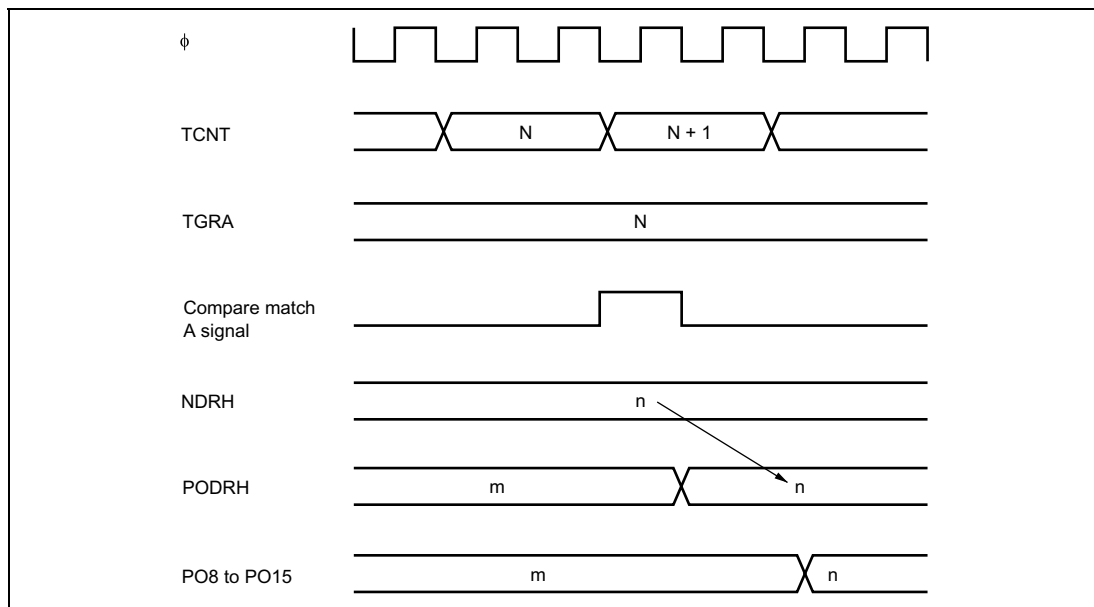 ϕ
TCNT
N
N + 1
TGRA
N
Compare match
A signal
NDRH
n
PODRH
m
n
PO8 to PO15
m
n